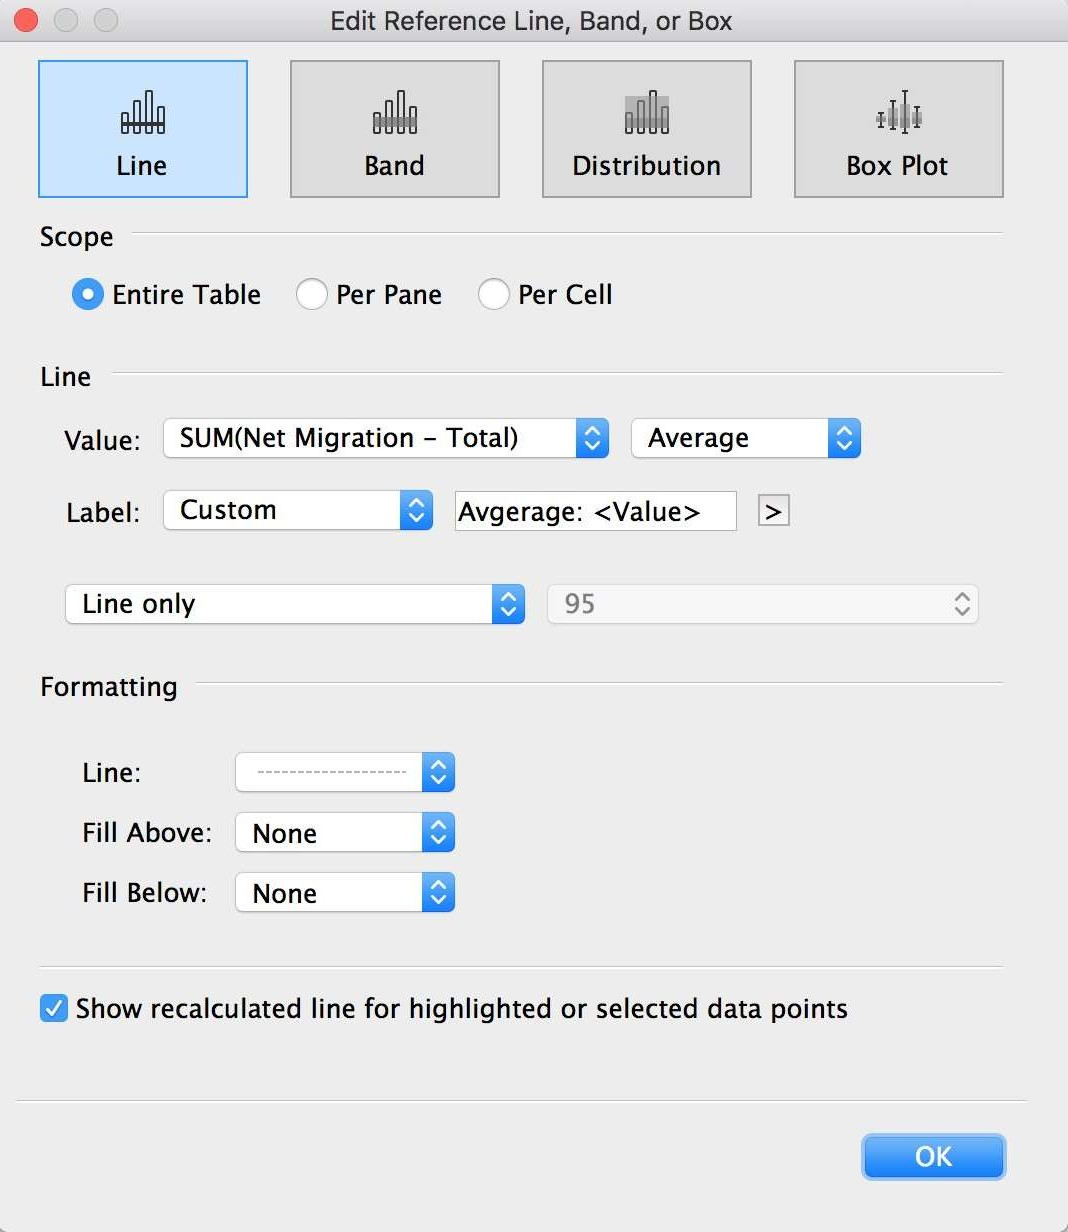 Edit Reference Line, Band, or Box
Line Band Distribution Box Plot
Scope
Entire Table Per Pane Per Cell
Line
Value: SUM(Net Migration – Total) Average
Label: Custom Avgerage: <Value> >
Line only 95
Formatting
Line:
Fill Above: None
Fill Below: None
Show recalculated line for highlighted or selected data points
OK